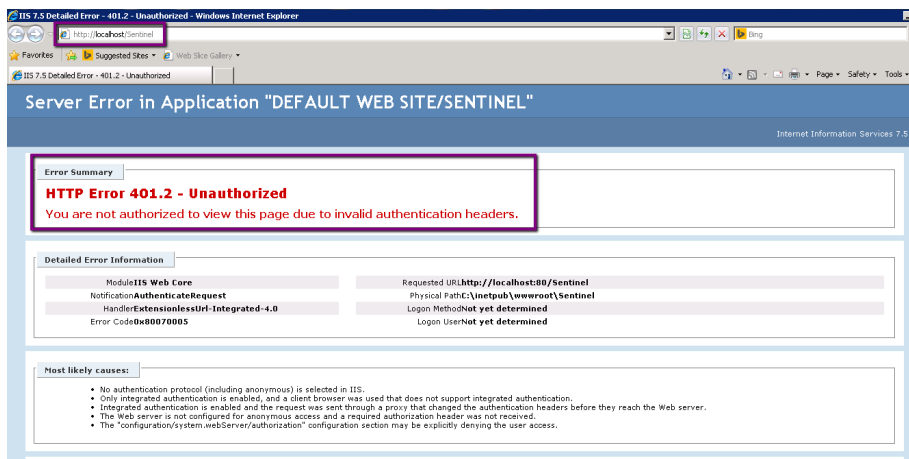 IIS 7.5 Detailed Error - 401.2 - Unauthorized - Windows Internet Explorer
http://localhost/Sentinel
Bing
Favorites Suggested Sites Web Slice Gallery
IIS 7.5 Detailed Error - 401.2 - Unauthorized Page Safety Tools
Server Error in Application "DEFAULT WEB SITE/SENTINEL"
Internet Information Services 7.5
Error Summary
HTTP Error 401.2 - Unauthorized
You are not authorized to view this page due to invalid authentication headers.
Detailed Error Information
Module IIS Web Core Requested URL http://localhost:80/Sentinel
Notification AuthenticateRequest Physical Path C:\inetpub\wwwroot\Sentinel
Handler ExtensionlessUrl-Integrated-4.0 Logon Method Not yet determined
Error Code 0x80070005 Logon User Not yet determined
Most likely causes:
• No authentication protocol (including anonymous) is selected in IIS.
• Only integrated authentication is enabled, and a client browser was used that does not support integrated authentication.
• Integrated authentication is enabled and the request was sent through a proxy that changed the authentication headers before they reach the Web server.
• The Web server is not configured for anonymous access and a required authorization header was not received.
• The "configuration/system.webServer/authorization" configuration section may be explicitly denying the user access.